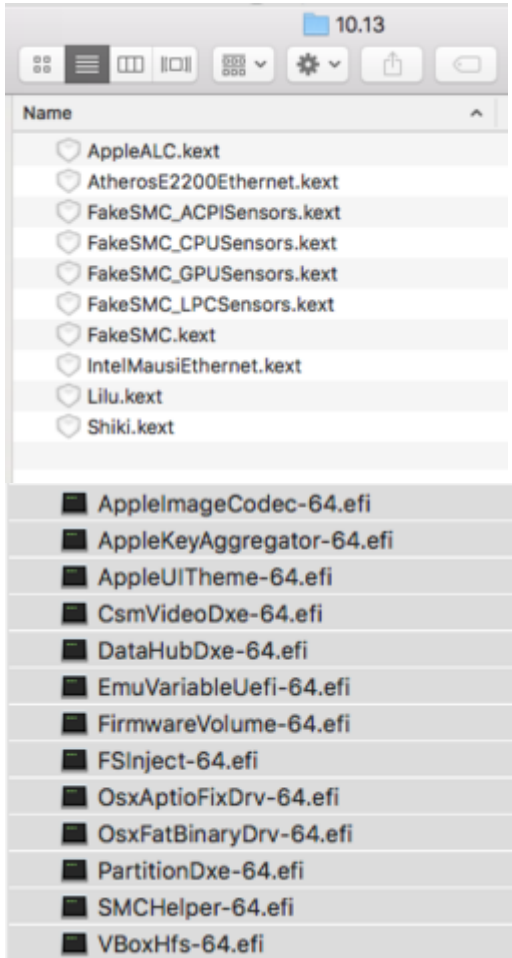 10.13
Name
AppleALC.kext
AtherosE2200Ethernet.kext
FakeSMC_ACPISensors.kext
FakeSMC_CPUSensors.kext
FakeSMC_GPUSensors.kext
FakeSMC_LPCSensors.kext
FakeSMC.kext
IntelMausiEthernet.kext
Lilu.kext
Shiki.kext
AppleImageCodec-64.efi
AppleKeyAggregator-64.efi
AppleUITheme-64.efi
CsmVideoDxe-64.efi
DataHubDxe-64.efi
EmuVariableUefi-64.efi
FirmwareVolume-64.efi
FSInject-64.efi
OsxAptioFixDrv-64.efi
OsxFatBinaryDrv-64.efi
PartitionDxe-64.efi
SMCHelper-64.efi
VBoxHfs-64.efi